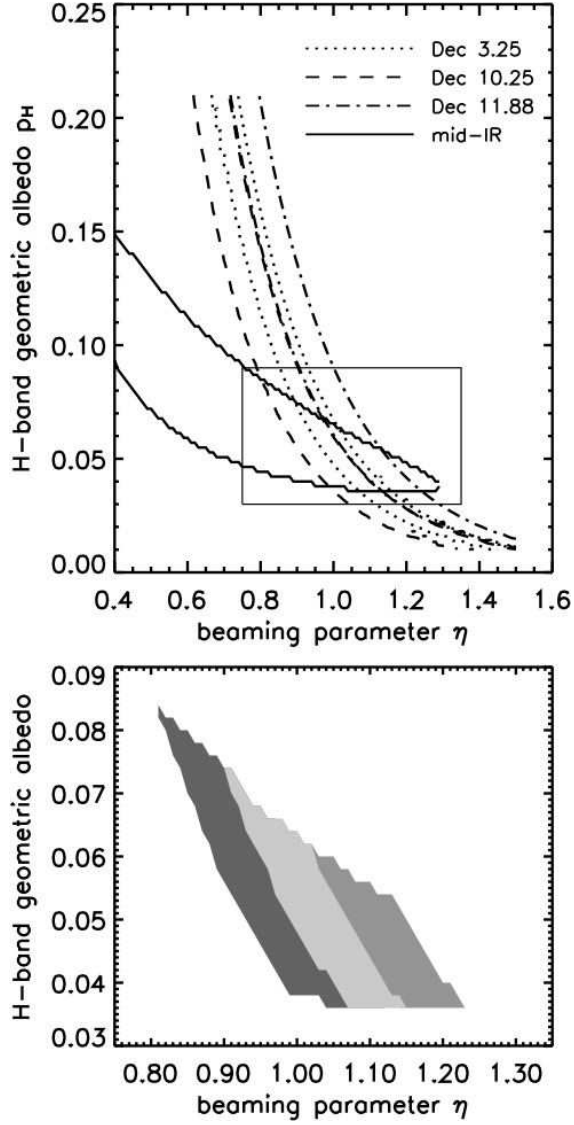 0.25
Dec 3.25
Dec 10.25
0.20
Dec 11.88
mid-IR
0.15
H-band geometric albedo pH
0.10
0.05
0.00
0.4 0.6 0.8 1.0 1.2 1.4 1.6
beaming parameter η
0.09
0.08
0.07
H-band geometric albedo
0.06
0.05
0.04
0.03
0.80 0.90 1.00 1.10 1.20 1.30
beaming parameter η